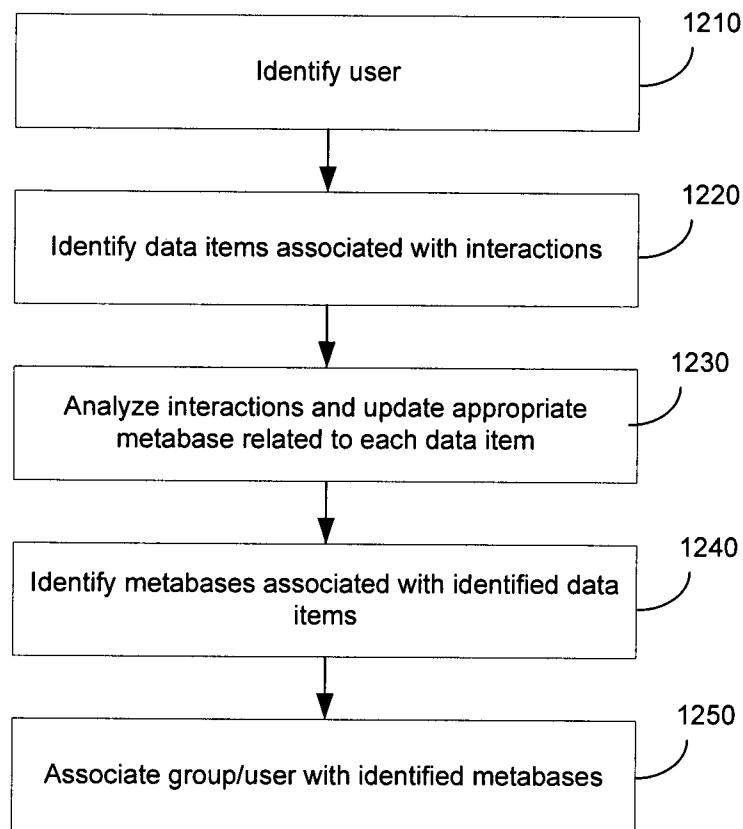 1210
Identify user
1220
Identify data items associated with interactions
1230
Analyze interactions and update appropriate
metabase related to each data item
1240
Identify metabases associated with identified data
items
1250
Associate group/user with identified metabases